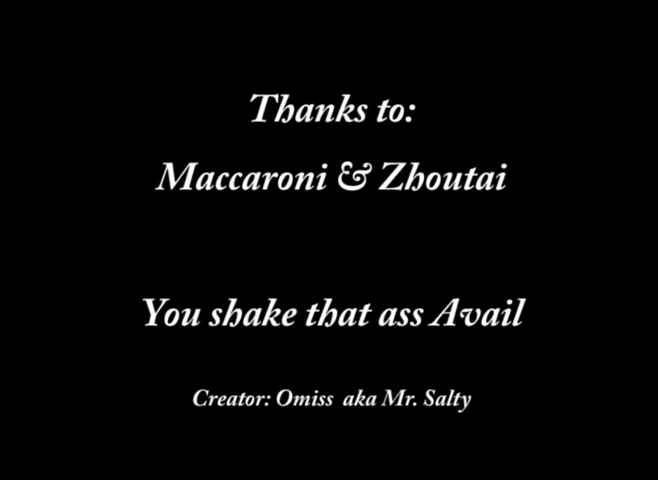 Thanks to:
Maccaroni & Zhoutai
You shake that ass Avail
Creator: Omiss aka Mr. Salty